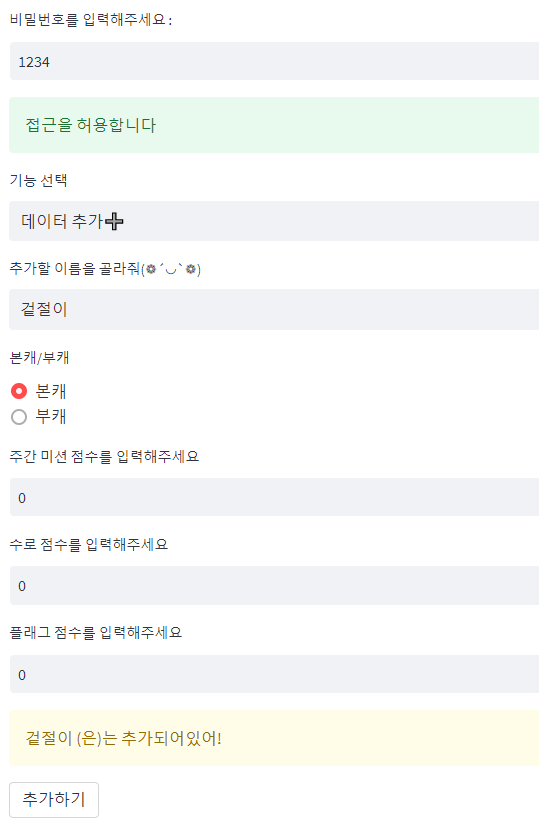 비밀번호를 입력해주세요 :
1234
접근을 허용합니다
기능 선택
데이터 추가➕
추가할 이름을 골라줘(❁´◡`❁)
겉절이
본캐/부캐
본캐
부캐
주간 미션 점수를 입력해주세요
0
수로 점수를 입력해주세요
0
플래그 점수를 입력해주세요
0
겉절이 (은)는 추가되어있어!
추가하기